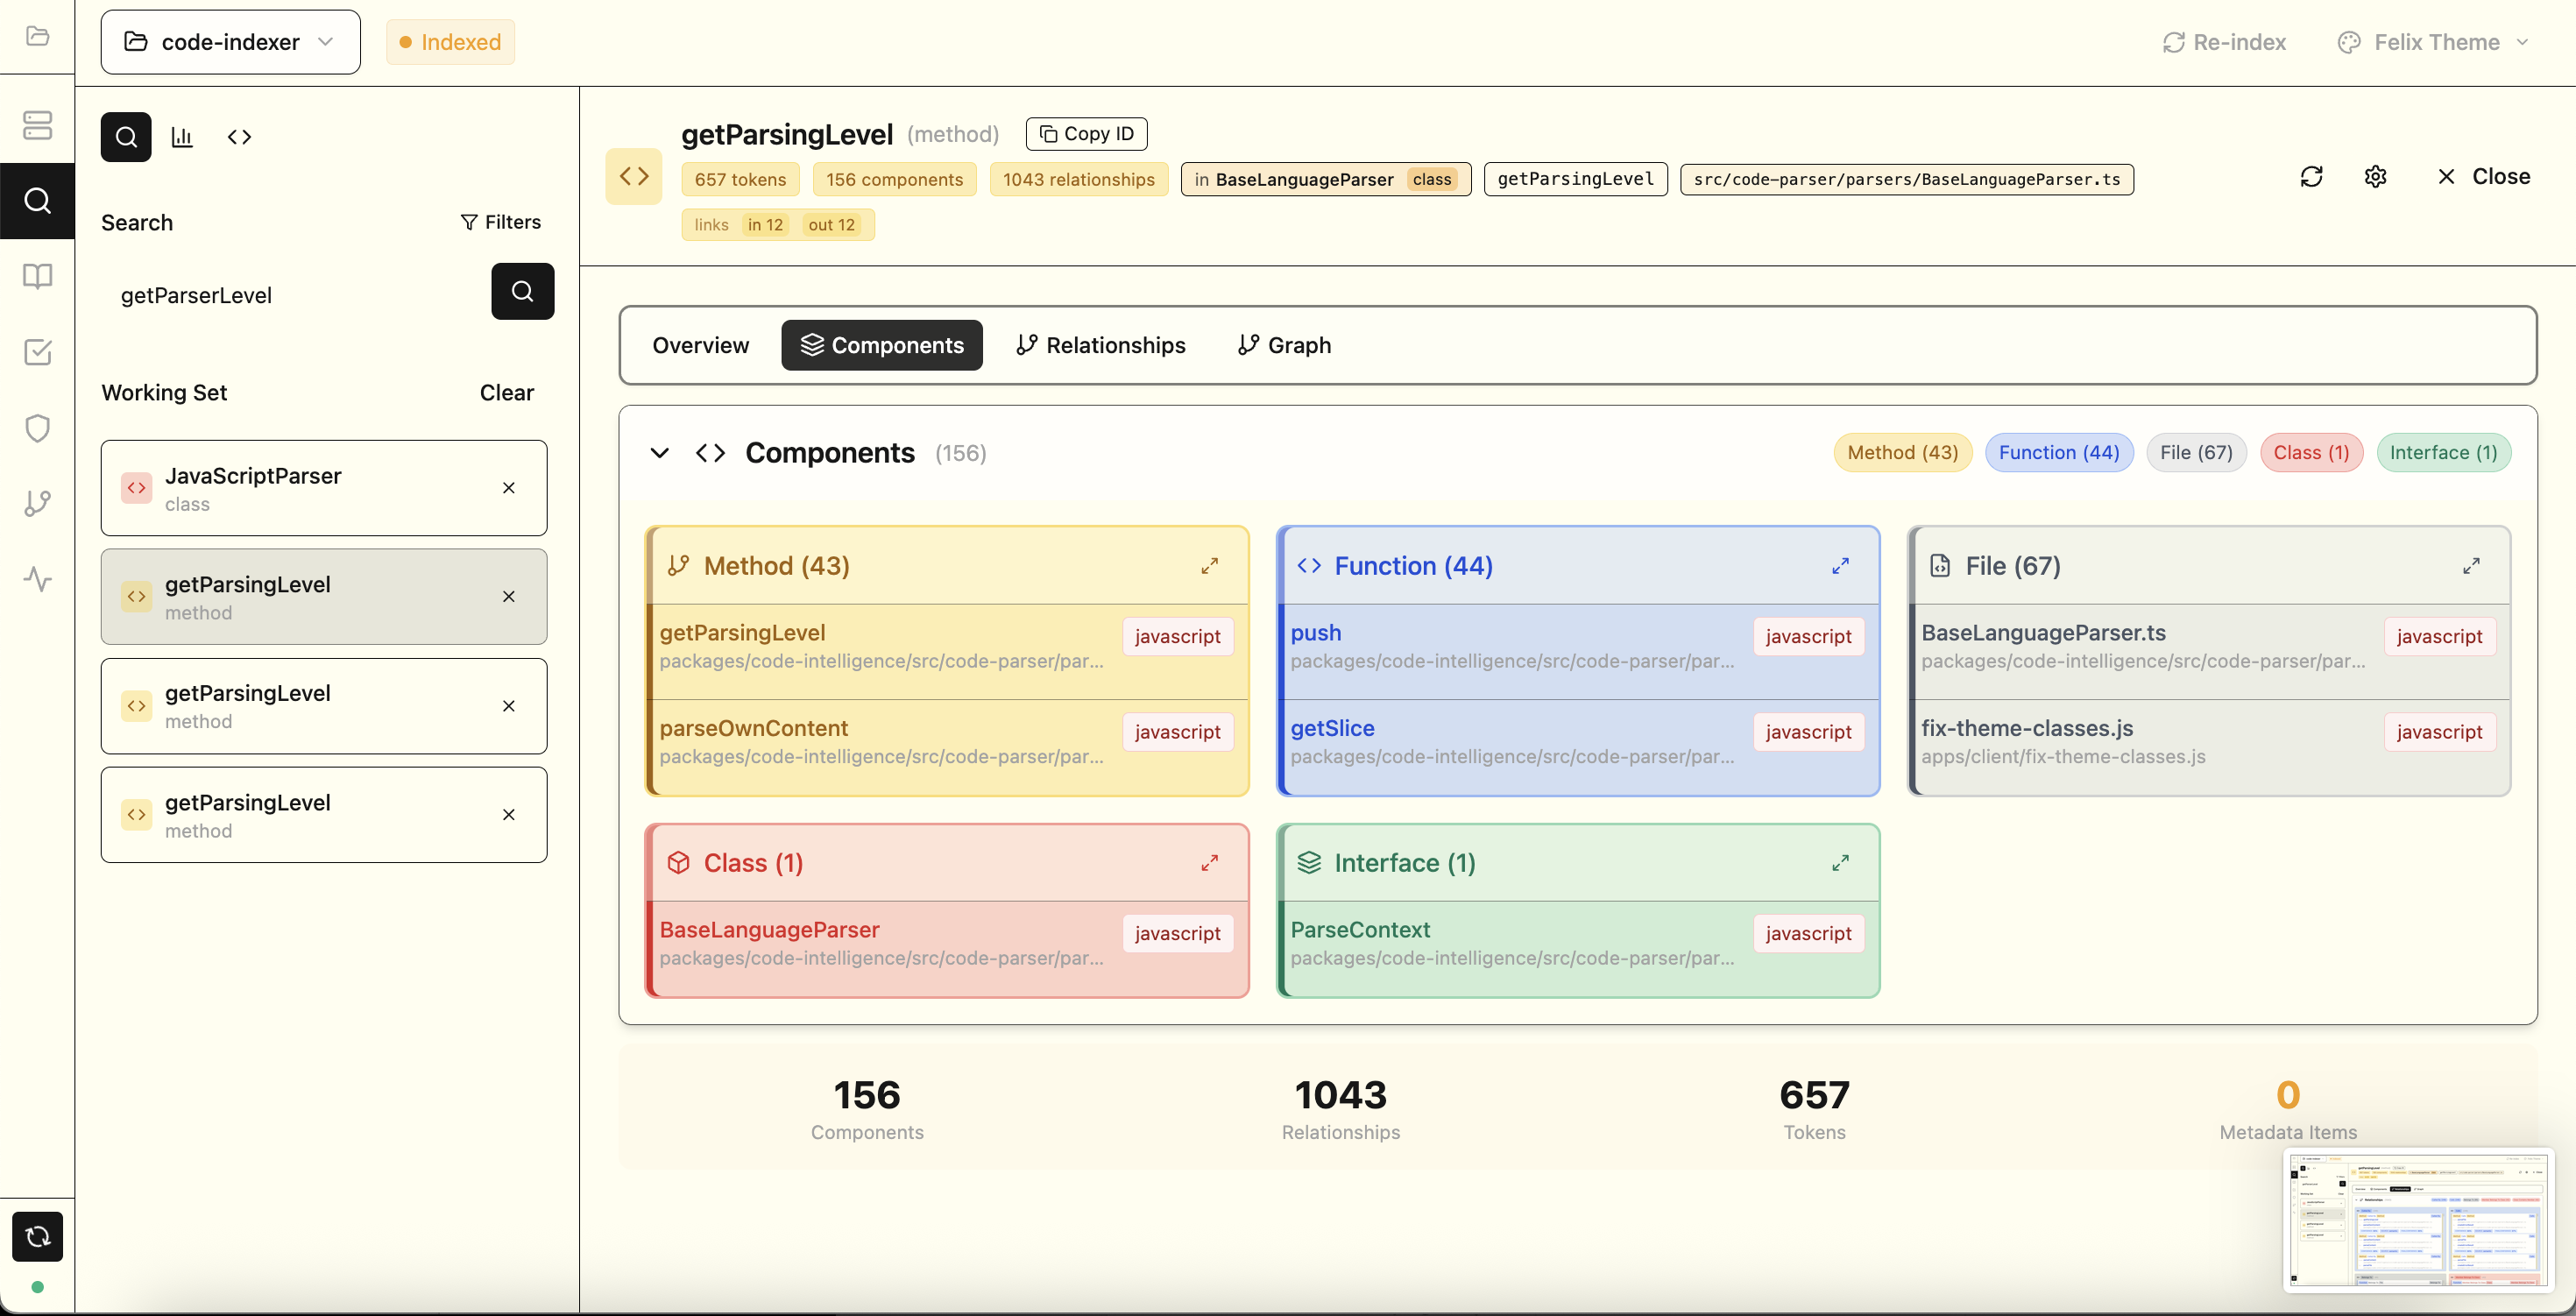 code-indexer
Indexed
Re-index
Felix Theme
Search
Filters
getParserLevel
Working Set
Clear
JavaScriptParser
class
getParsingLevel
method
getParsingLevel
method
getParsingLevel
method
getParsingLevel (method)
Copy ID
657 tokens
156 components
1043 relationships
in BaseLanguageParser class
getParsingLevel
src/code-parser/parsers/BaseLanguageParser.ts
links in 12 out 12
Close
Overview
Components
Relationships
Graph
Components (156)
Method (43)
Function (44)
File (67)
Class (1)
Interface (1)
Method (43)
getParsingLevel
javascript
packages/code-intelligence/src/code-parser/par...
parseOwnContent
javascript
packages/code-intelligence/src/code-parser/par...
Function (44)
push
javascript
packages/code-intelligence/src/code-parser/par...
getSlice
javascript
packages/code-intelligence/src/code-parser/par...
File (67)
BaseLanguageParser.ts
javascript
packages/code-intelligence/src/code-parser/par...
fix-theme-classes.js
javascript
apps/client/fix-theme-classes.js
Class (1)
BaseLanguageParser
javascript
packages/code-intelligence/src/code-parser/par...
Interface (1)
ParseContext
javascript
packages/code-intelligence/src/code-parser/par...
156
Components
1043
Relationships
657
Tokens
0
Metadata Items